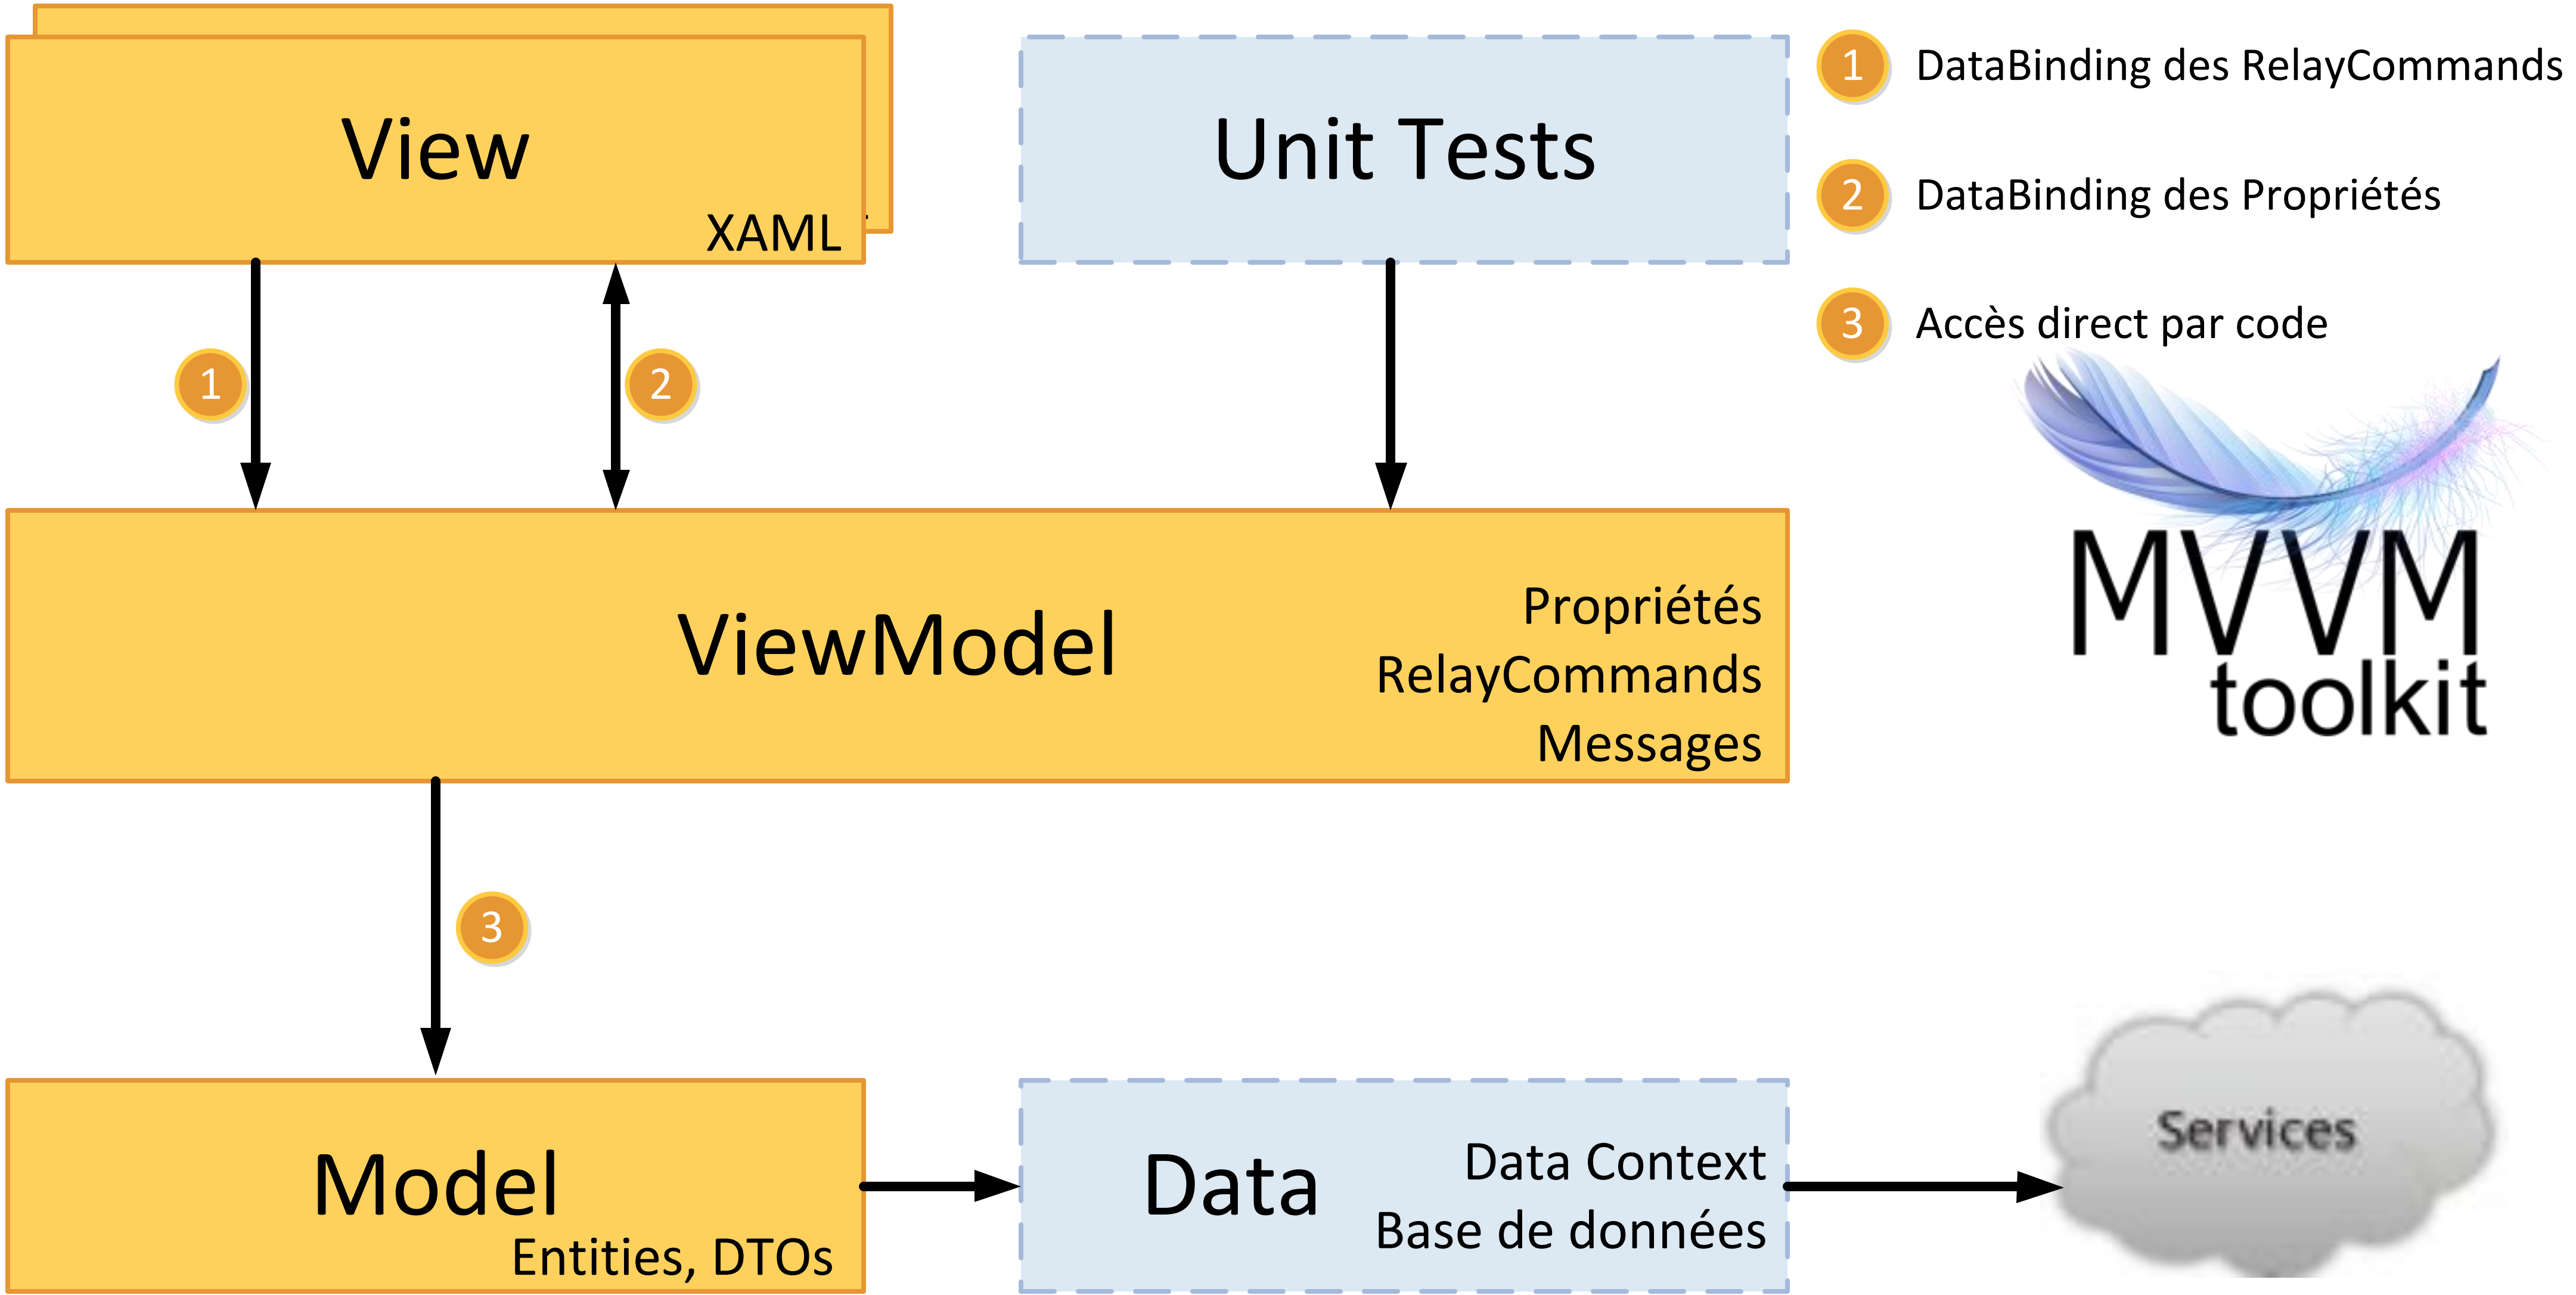 View
XAML
Unit Tests
1 DataBinding des RelayCommands
2 DataBinding des Propriétés
3 Accès direct par code
1
2
MVVM
toolkit
ViewModel
Propriétés
RelayCommands
Messages
3
Model
Entities, DTOs
Data
Data Context
Base de données
Services